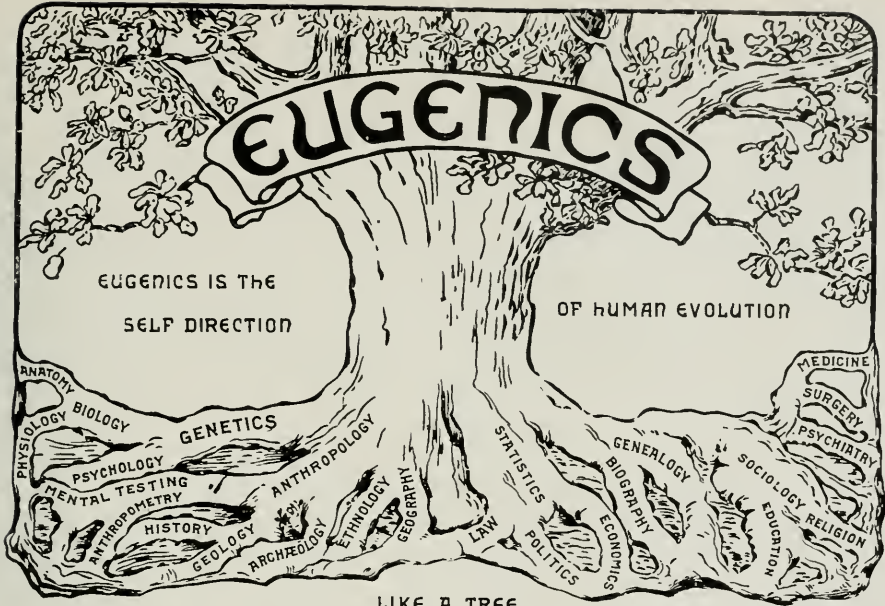 EUGENICS
EUGENICS IS THE
SELF DIRECTION
OF HUMAN EVOLUTION
ANATOMY
PHYSIOLOGY
BIOLOGY
GENETICS
PSYCHOLOGY
MENTAL TESTING
ANTHROPOMETRY
HISTORY
GEOLOGY
ANTHROPOLOGY
ARCHÆOLOGY
ETHNOLOGY
GEOGRAPHY
LAW
STATISTICS
POLITICS
ECONOMICS
BIOGRAPHY
GENEALOGY
SOCIOLOGY
EDUCATION
RELIGION
PSYCHIATRY
SURGERY
MEDICINE
LIKE A TREE